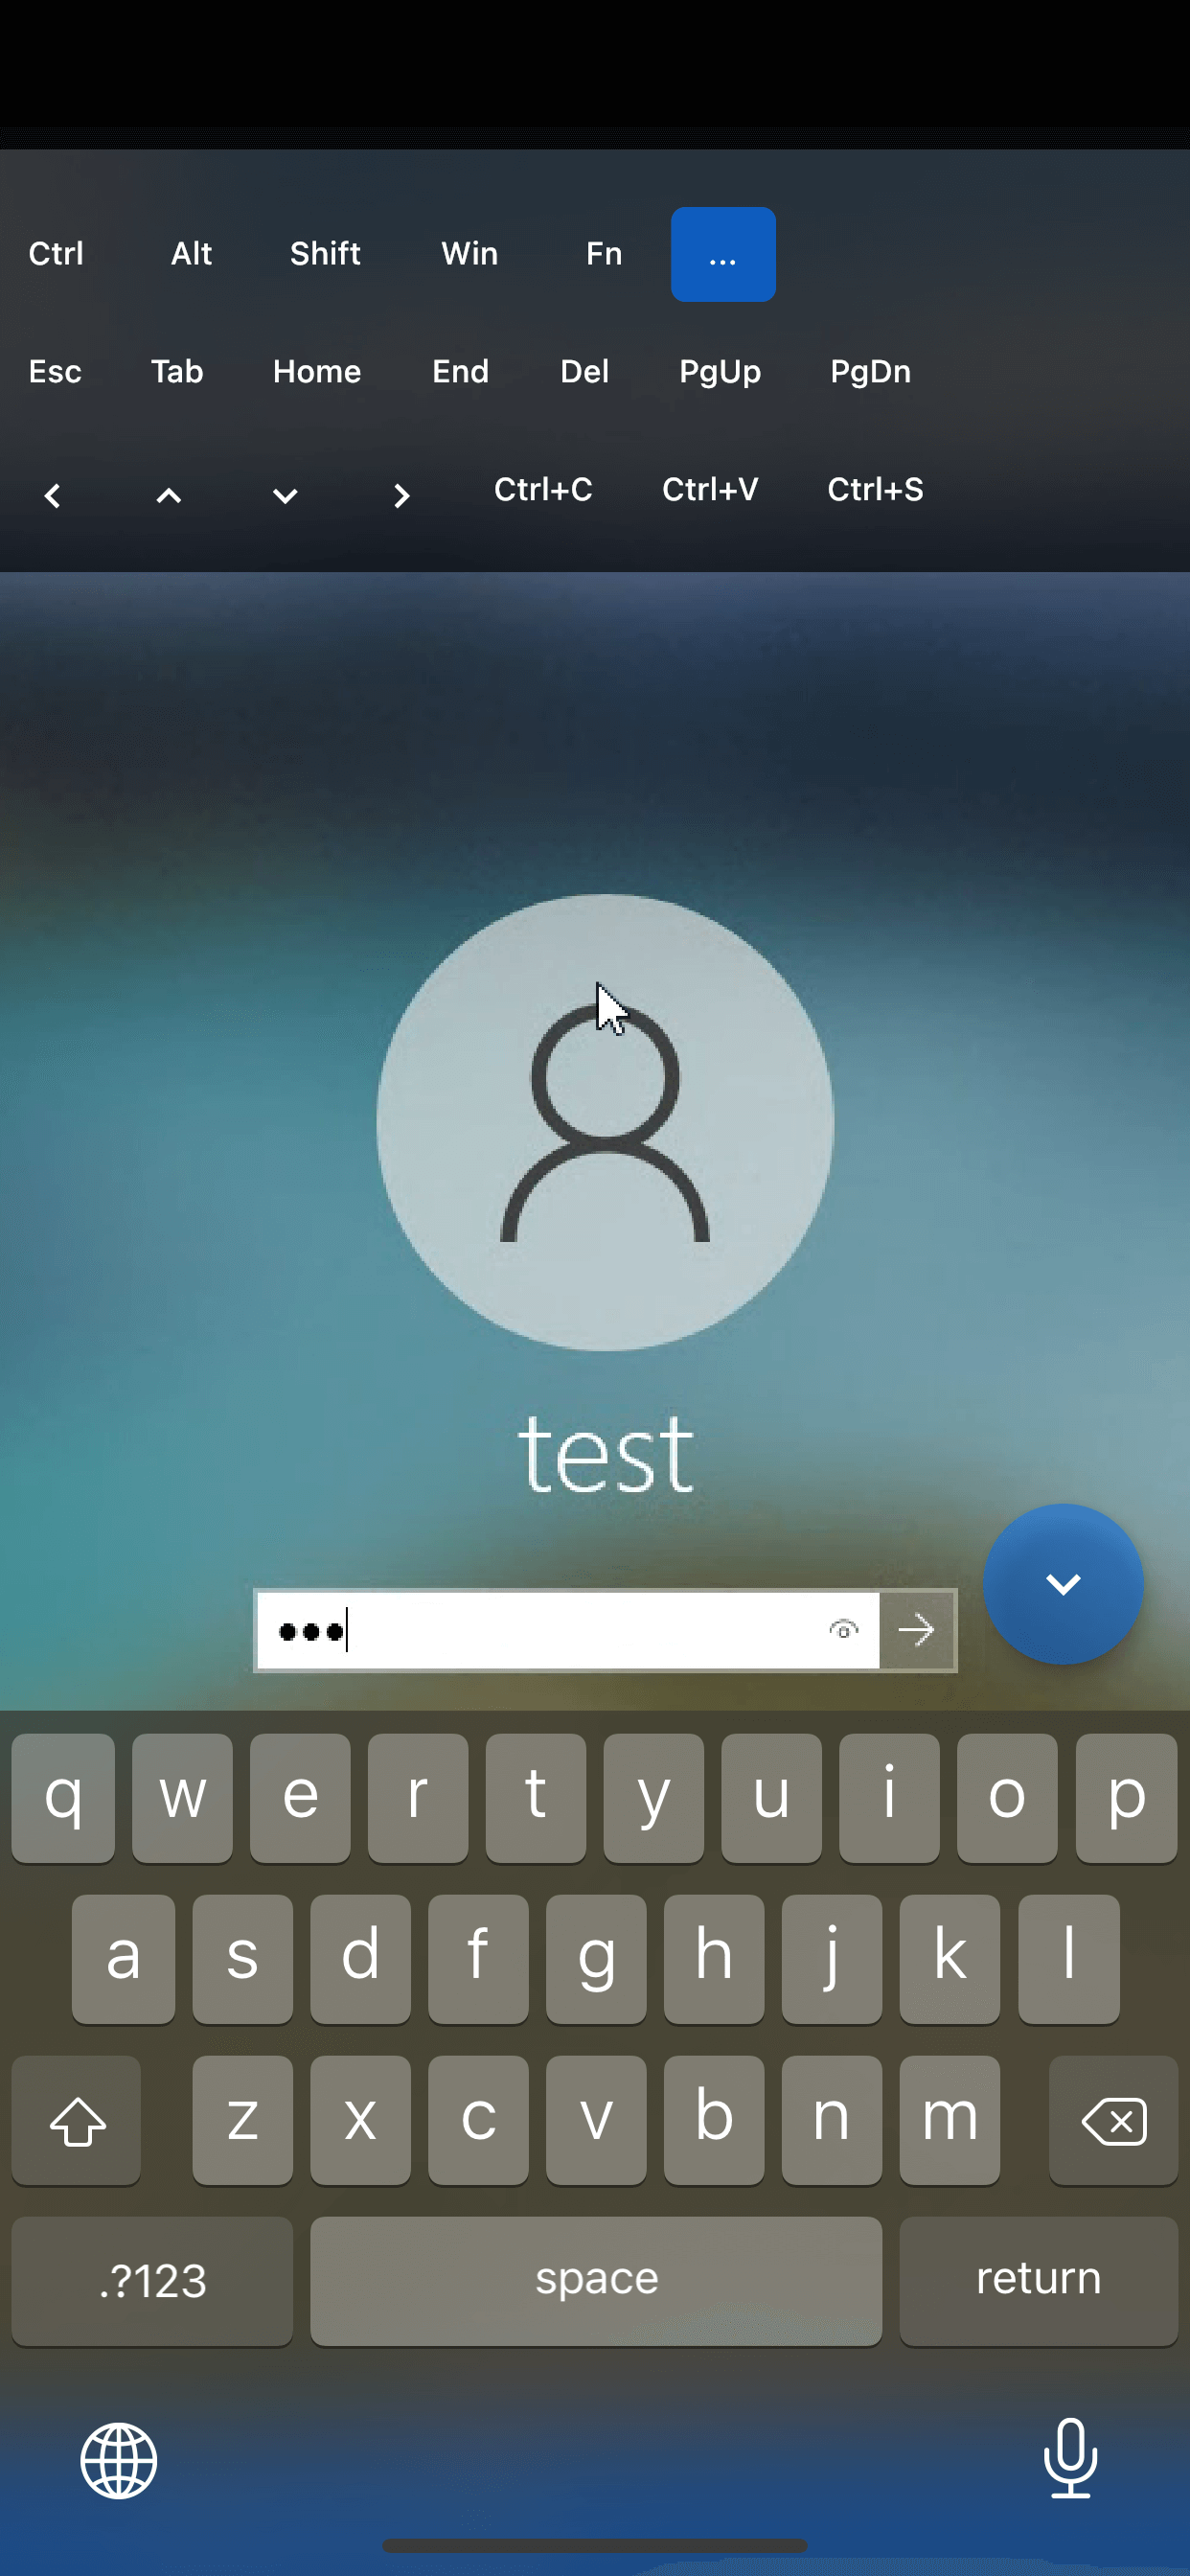 Ctrl Alt Shift Win Fn ...
Esc Tab Home End Del PgUp PgDn
Ctrl+C Ctrl+V Ctrl+S
test
q w e r t y u i o p
a s d f g h j k l
z x c v b n m
.?123 space return